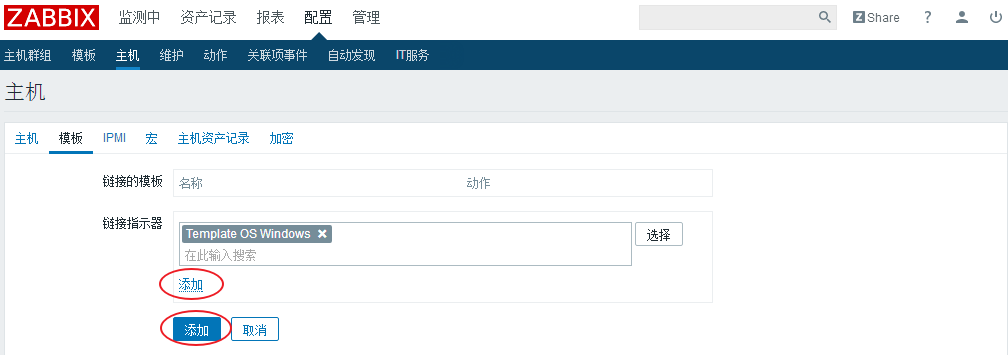 ZABBIX 监测中 资产记录 报表 配置 管理 Z Share ?
主机群组 模板 主机 维护 动作 关联项事件 自动发现 IT服务
主机
主机 模板 IPMI 宏 主机资产记录 加密
链接的模板 名称 动作
链接指示器 Template OS Windows ✖ 选择
在此输入搜索
添加
添加 取消